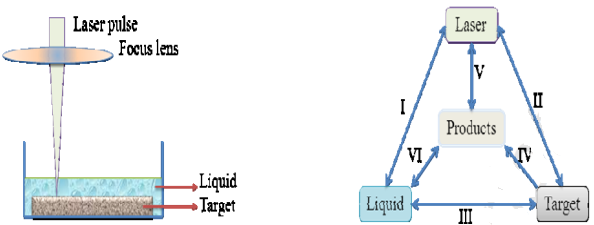 Laser pulse
Focus lens
Liquid
Target
Laser
V
I
II
Products
VI
IV
Liquid
III
Target